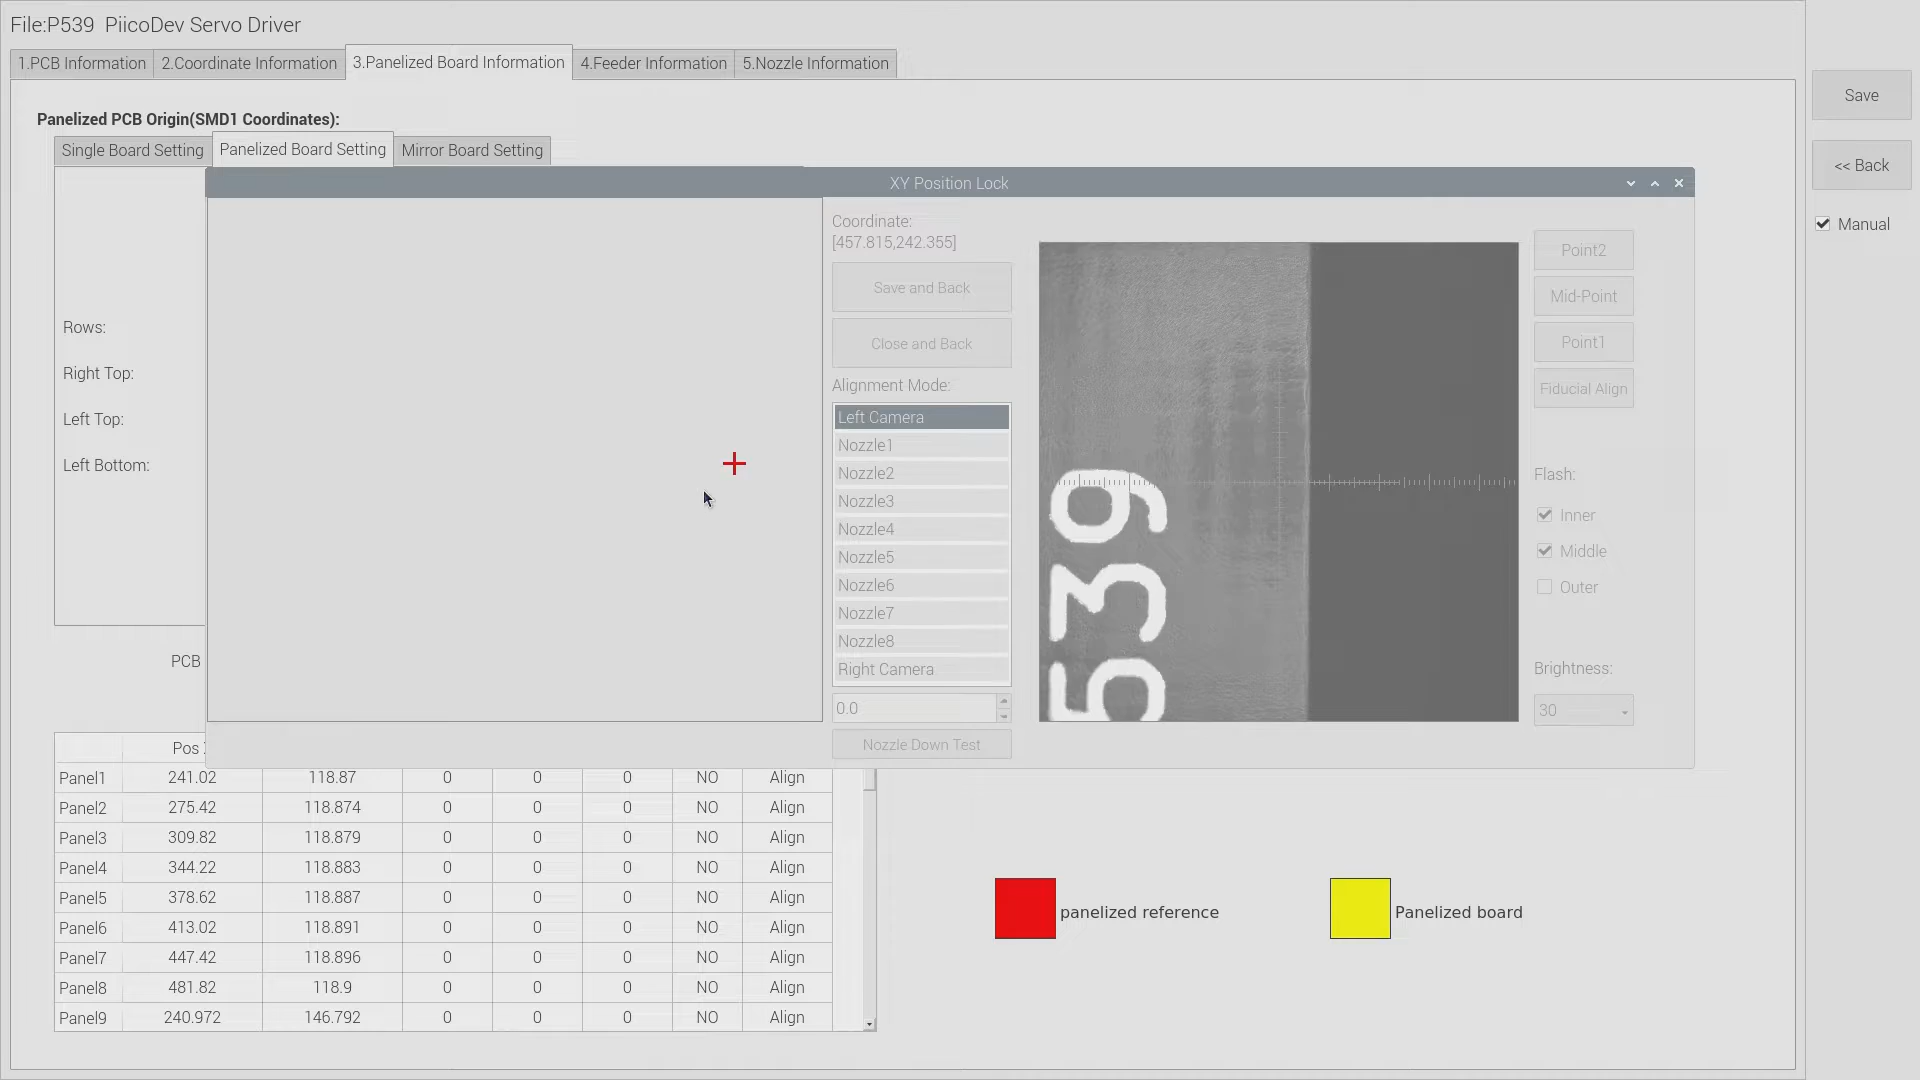 File:P539  PiicoDev Servo Driver
1.PCB Information 2.Coordinate Information 3.Panelized Board Information 4.Feeder Information 5.Nozzle Information
Save
<< Back
Manual
Panelized PCB Origin(SMD1 Coordinates):
Single Board Setting Panelized Board Setting Mirror Board Setting
XY Position Lock
Rows:
Right Top:
Left Top:
Left Bottom:
PCB
Coordinate:
[457.815,242.355]
Save and Back
Close and Back
Alignment Mode:
Left Camera
Nozzle1
Nozzle2
Nozzle3
Nozzle4
Nozzle5
Nozzle6
Nozzle7
Nozzle8
Right Camera
0.0
Nozzle Down Test
539
Point2
Mid-Point
Point1
Fiducial Align
Flash:
Inner
Middle
Outer
Brightness:
30
Pos
Panel1 241.02 118.87 0 0 0 NO Align
Panel2 275.42 118.874 0 0 0 NO Align
Panel3 309.82 118.879 0 0 0 NO Align
Panel4 344.22 118.883 0 0 0 NO Align
Panel5 378.62 118.887 0 0 0 NO Align
Panel6 413.02 118.891 0 0 0 NO Align
Panel7 447.42 118.896 0 0 0 NO Align
Panel8 481.82 118.9 0 0 0 NO Align
Panel9 240.972 146.792 0 0 0 NO Align
panelized reference
Panelized board